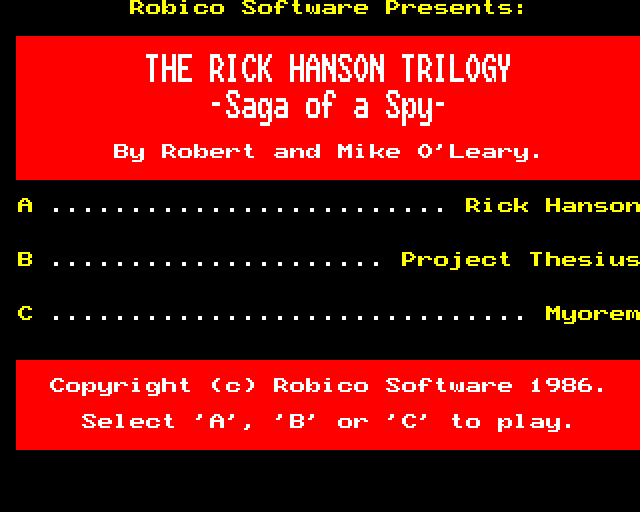 Robico Software Presents:
THE RICK HANSON TRILOGY
-Saga of a Spy-
By Robert and Mike O'Leary.
A ......................... Rick Hanson
B ..................... Project Thesius
C .............................. Myorem
Copyright (c) Robico Software 1986.
Select 'A', 'B' or 'C' to play.